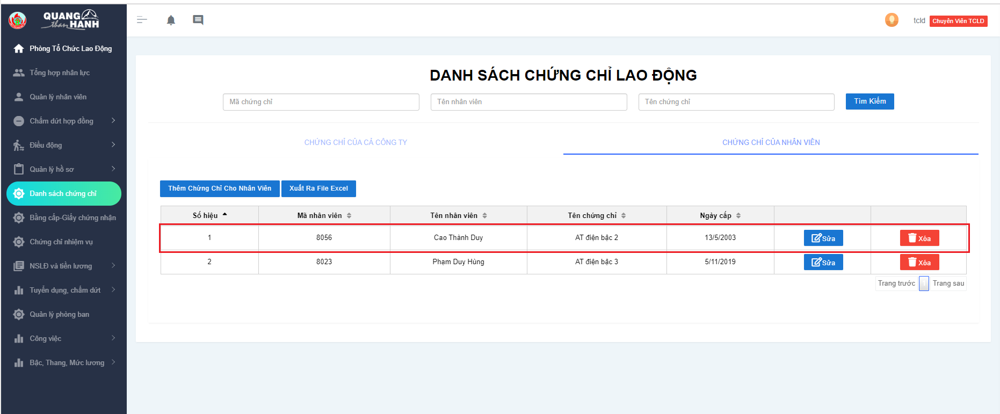 QUANG
than HANH
tcld Chuyên Viên TCLD
Phòng Tổ Chức Lao Động
Tổng hợp nhân lực
Quản lý nhân viên
Chấm dứt hợp đồng
Điều động
Quản lý hồ sơ
Danh sách chứng chỉ
Bằng cấp-Giấy chứng nhận
Chứng chỉ nhiệm vụ
NSLĐ và tiền lương
Tuyển dụng, chấm dứt
Quản lý phòng ban
Công việc
Bậc, Thang, Mức lương
DANH SÁCH CHỨNG CHỈ LAO ĐỘNG
Mã chứng chỉ Tên nhân viên Tên chứng chỉ Tìm Kiếm
CHỨNG CHỈ CỦA CẢ CÔNG TY CHỨNG CHỈ CỦA NHÂN VIÊN
Thêm Chứng Chỉ Cho Nhân Viên Xuất Ra File Excel
Số hiệu Mã nhân viên Tên nhân viên Tên chứng chỉ Ngày cấp
1 8056 Cao Thành Duy AT điện bậc 2 13/5/2003 Sửa Xóa
2 8023 Phạm Duy Hùng AT điện bậc 3 5/11/2019 Sửa Xóa
Trang trước 1 Trang sau